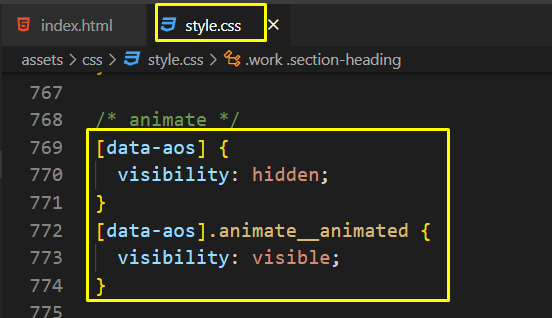 index.html
style.css
assets > css > style.css > .work .section-heading
767
768 /* animate */
769 [data-aos] {
770 visibility: hidden;
771 }
772 [data-aos].animate__animated {
773 visibility: visible;
774 }
775